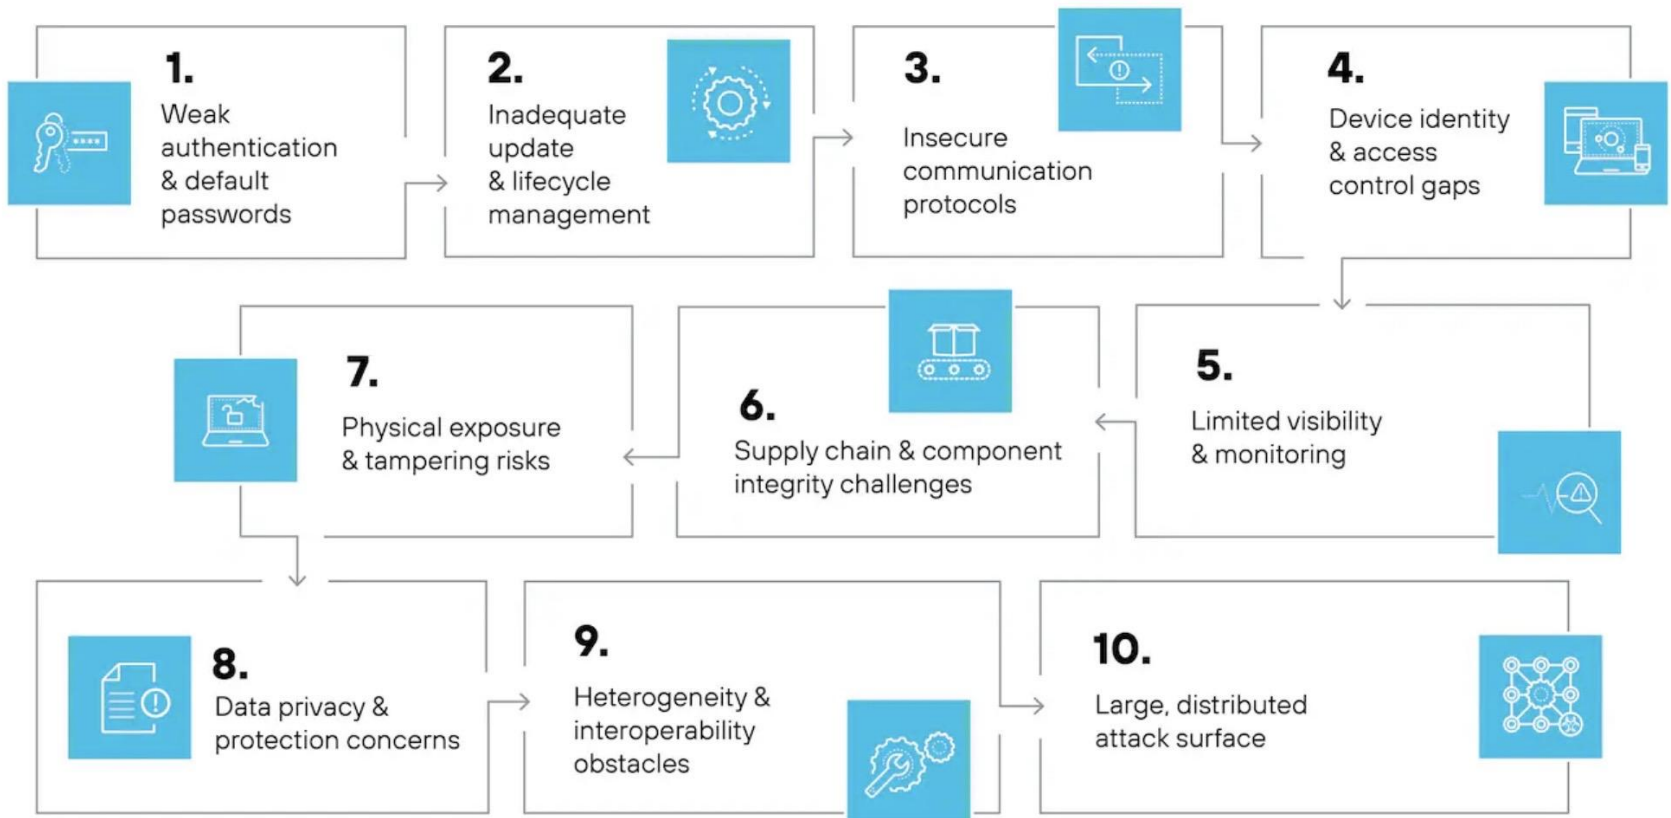 1.
Weak
authentication
& default
passwords
2.
Inadequate
update
& lifecycle
management
3.
Insecure
communication
protocols
4.
Device identity
& access
control gaps
5.
Limited visibility
& monitoring
6.
Supply chain & component
integrity challenges
7.
Physical exposure
& tampering risks
8.
Data privacy &
protection concerns
9.
Heterogeneity &
interoperability
obstacles
10.
Large, distributed
attack surface